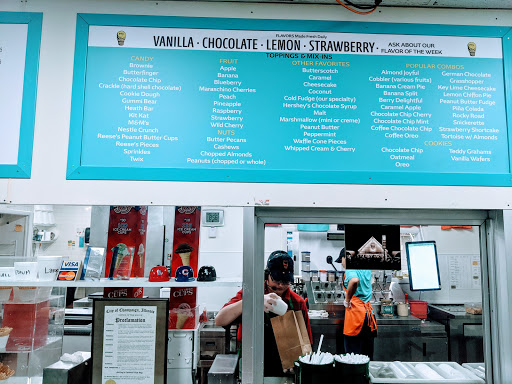 FLAVORS Made Fresh Daily
VANILLA · CHOCOLATE · LEMON · STRAWBERRY ·
ASK ABOUT OUR
FLAVOR OF THE WEEK
TOPPINGS & MIX-INS
CANDY
Brownie
Butterfinger
Chocolate Chip
Crackle (hard shell chocolate)
Cookie Dough
Gummi Bear
Heath Bar
Kit Kat
M&M's
Nestle Crunch
Reese's Peanut Butter Cups
Reese's Pieces
Sprinkles
Twix
FRUIT
Apple
Banana
Blueberry
Maraschino Cherries
Peach
Pineapple
Raspberry
Strawberry
Wild Cherry
NUTS
Butter Pecans
Cashews
Chopped Almonds
Peanuts (chopped or whole)
OTHER FAVORITES
Butterscotch
Caramel
Cheesecake
Coconut
Cold Fudge (our specialty)
Hershey's Chocolate Syrup
Malt
Marshmallow (mini or creme)
Peanut Butter
Peppermint
Waffle Cone Pieces
Whipped Cream & Cherry
POPULAR COMBOS
Almond Joyful
Cobbler (various fruits)
Banana Cream Pie
Banana Split
Berry Delightful
Caramel Apple
Chocolate Chip Cherry
Chocolate Chip Mint
Coffee Chocolate Chip
Coffee Oreo
German Chocolate
Grasshopper
Key Lime Cheesecake
Lemon Chiffon Pie
Peanut Butter Fudge
Piña Colada
Rocky Road
Snickerette
Strawberry Shortcake
Tortoise w/ Almonds
COOKIES
Chocolate Chip
Oatmeal
Oreo
Teddy Grahams
Vanilla Wafers
VISA
ICE CREAM
CUPS
City of Champaign, Illinois
Proclamation